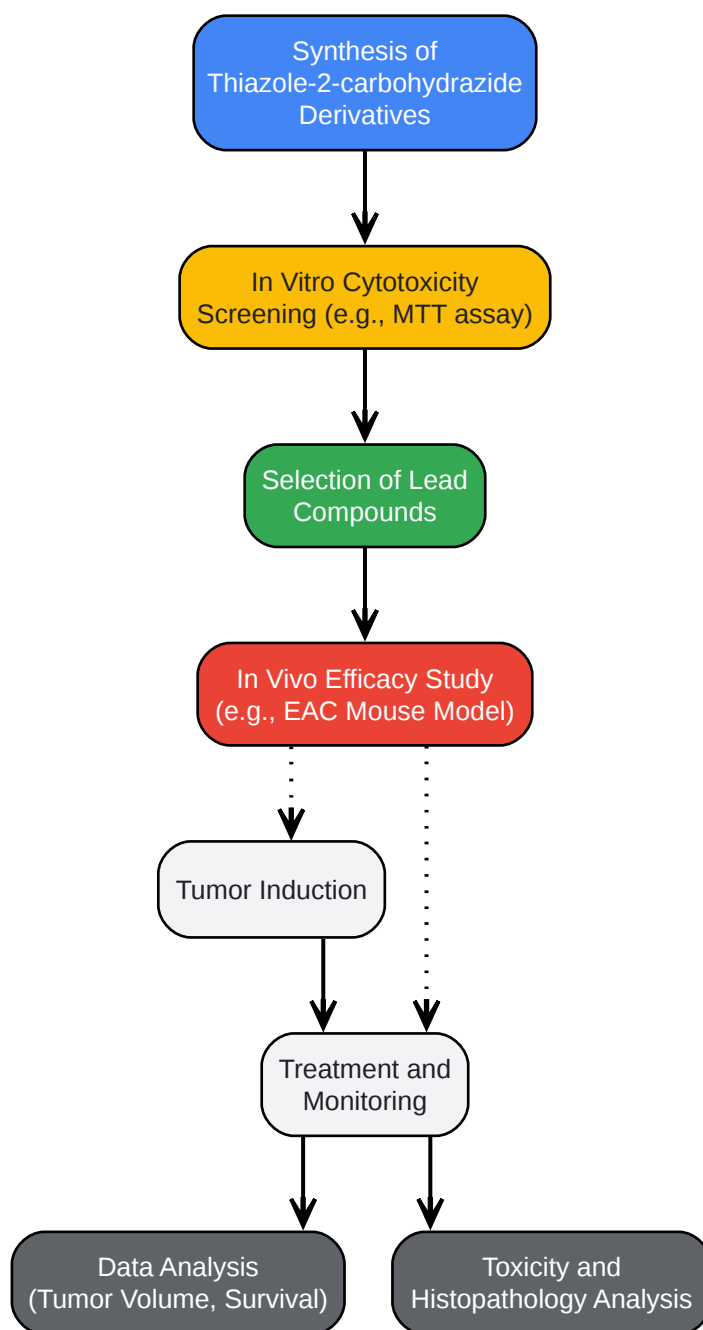 Synthesis of
Thiazole-2-carbohydrazide
Derivatives
In Vitro Cytotoxicity
Screening (e.g., MTT assay)
Selection of Lead
Compounds
In Vivo Efficacy Study
(e.g., EAC Mouse Model)
Tumor Induction
Treatment and
Monitoring
Data Analysis
(Tumor Volume, Survival)
Toxicity and
Histopathology Analysis